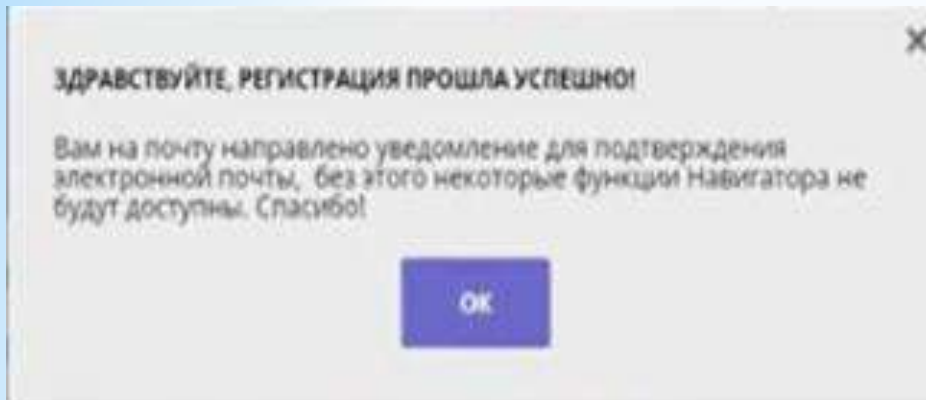 ЗДРАВСТВУЙТЕ, РЕГИСТРАЦИЯ ПРОШЛА УСПЕШНО!
Вам на почту направлено уведомление для подтверждения
электронной почты,  без этого некоторые функции Навигатора не
будут доступны. Спасибо!
ОК